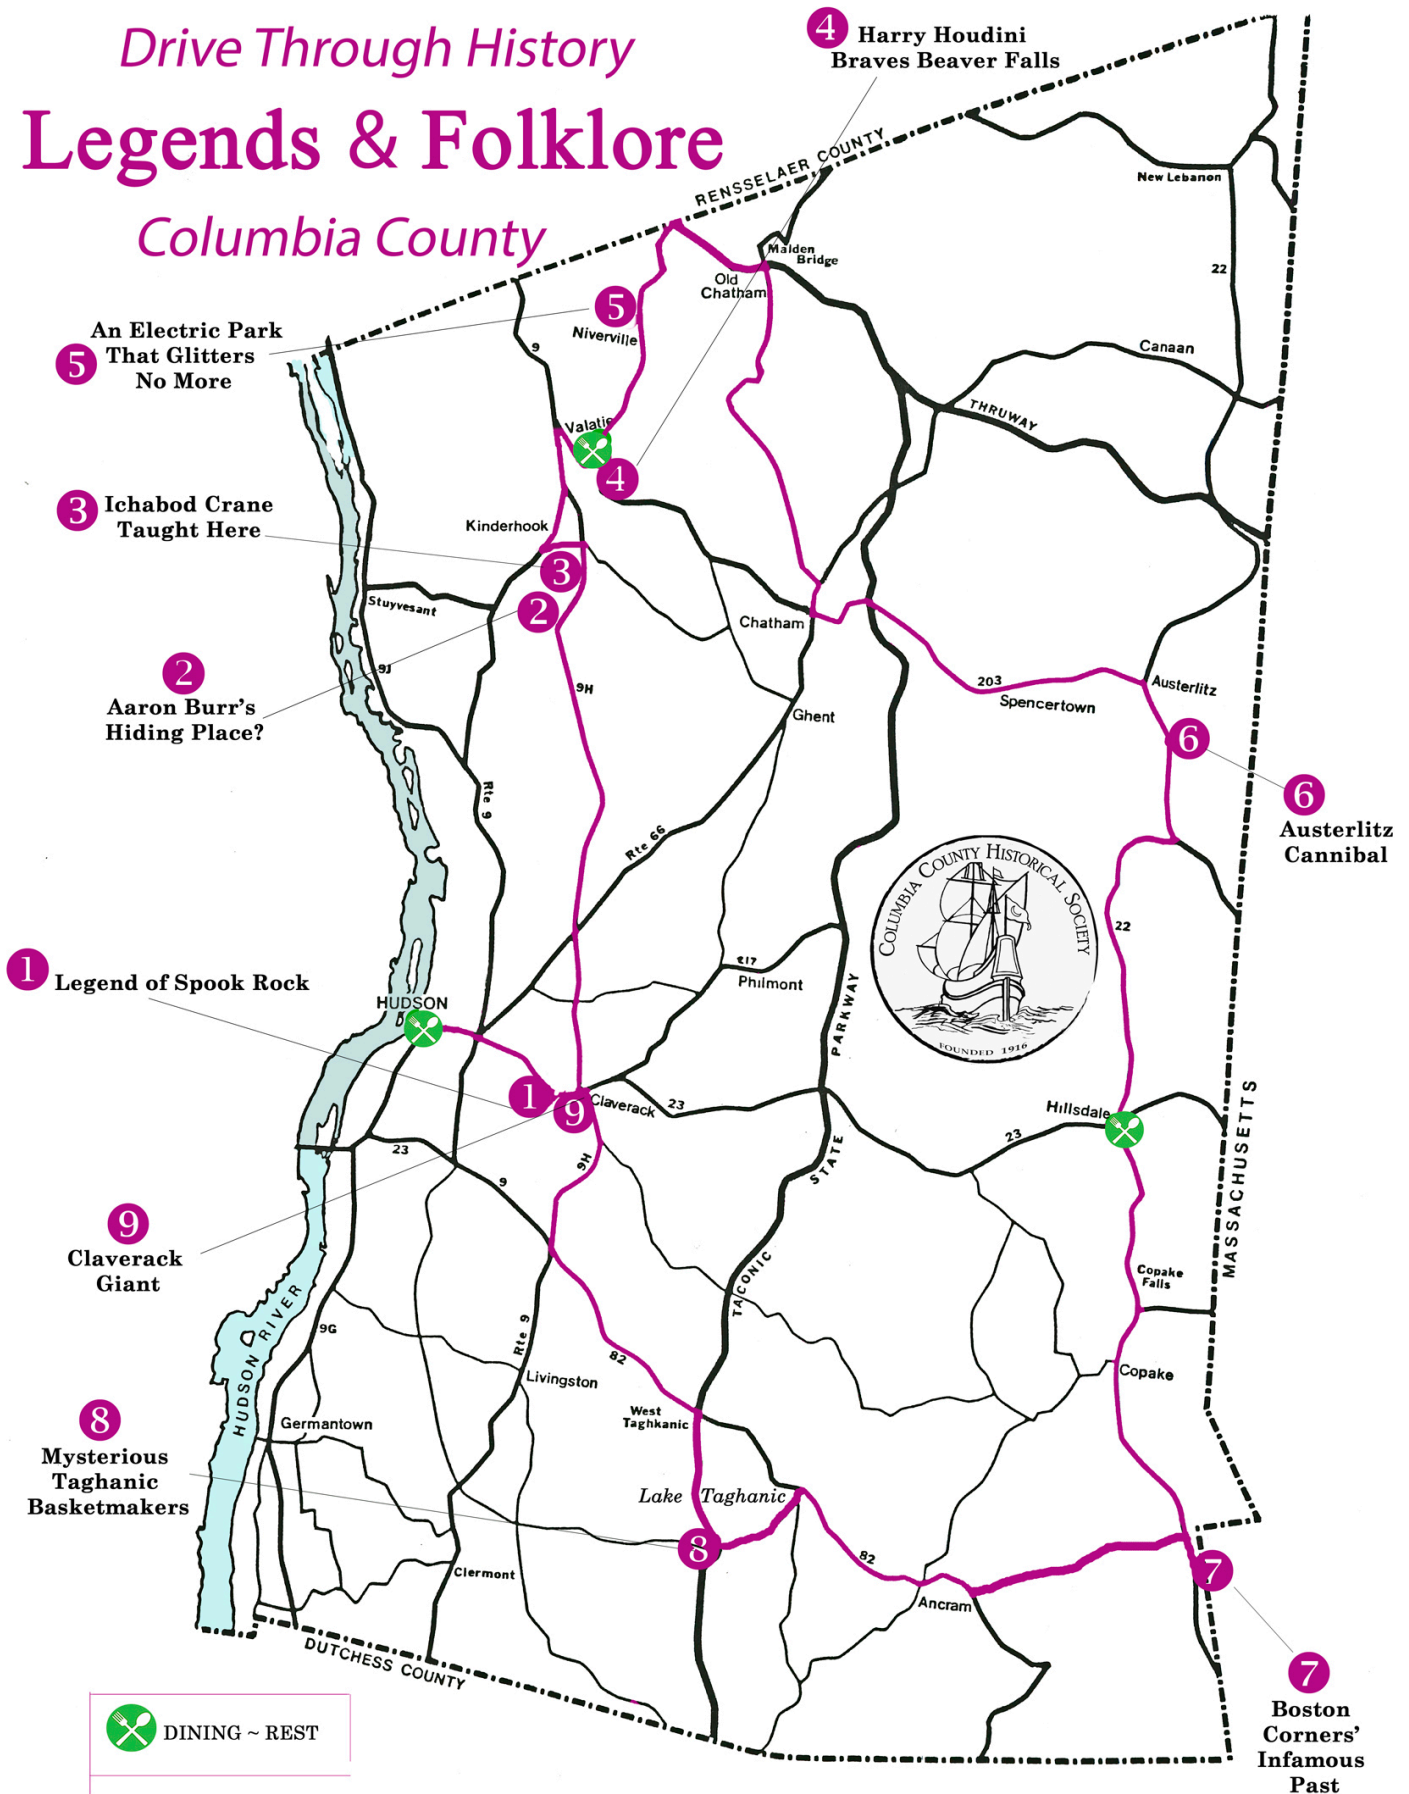 Drive Through History
Legends & Folklore
Columbia County
4
Harry Houdini
Braves Beaver Falls
RENSSELAER COUNTY
New Lebanon
22
Malden
Bridge
Old
Chatham
5
Niverville
An Electric Park
5
That Glitters
No More
9
Canaan
THRUWAY
Valatie
4
3
Ichabod Crane
Taught Here
Kinderhook
3
2
Stuyvesant
Chatham
9J
2
Aaron Burr's
Hiding Place?
9H
203
Spencertown
Austerlitz
Ghent
6
6
Austerlitz
Cannibal
Rte 9
Rte 66
COLUMBIA COUNTY HISTORICAL SOCIETY
FOUNDED 1916
22
1
Legend of Spook Rock
217
Philmont
HUDSON
PARKWAY
1
9
Claverack
23
Hillsdale
23
MASSACHUSETTS
23
9
9H
STATE
9
Claverack
Giant
TACONIC
Copake
Falls
HUDSON RIVER
9G
Rte 9
82
Livingston
Copake
West
Taghkanic
Germantown
8
Mysterious
Taghanic
Basketmakers
Lake Taghanic
8
82
Clermont
Ancram
7
DUTCHESS COUNTY
7
Boston
Corners'
Infamous
Past
DINING ~ REST